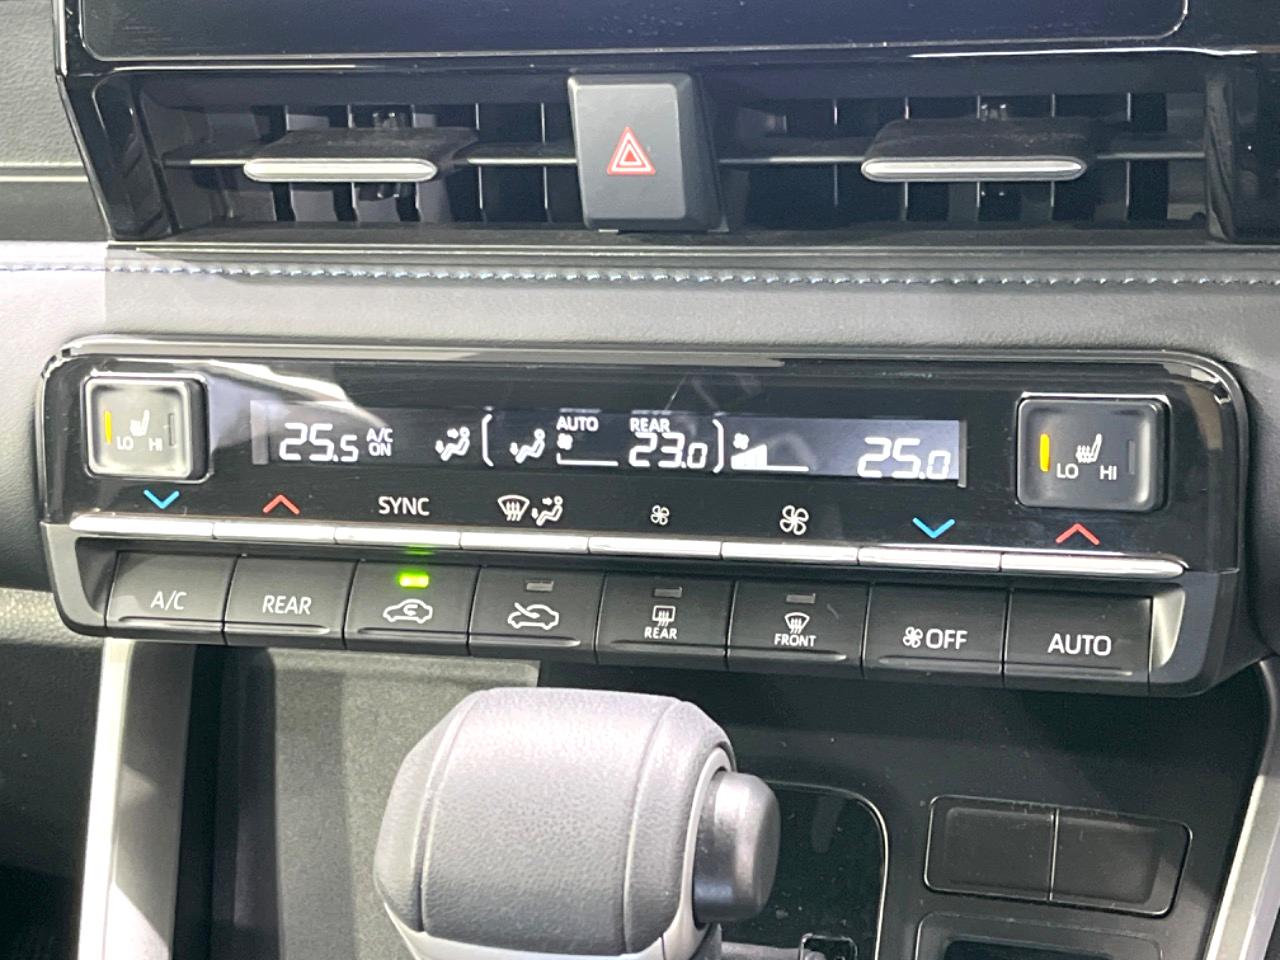 LO HI
25.5 A/C ON
AUTO REAR
23.0
25.0
LO HI
SYNC
A/C
REAR
REAR
FRONT
OFF
AUTO